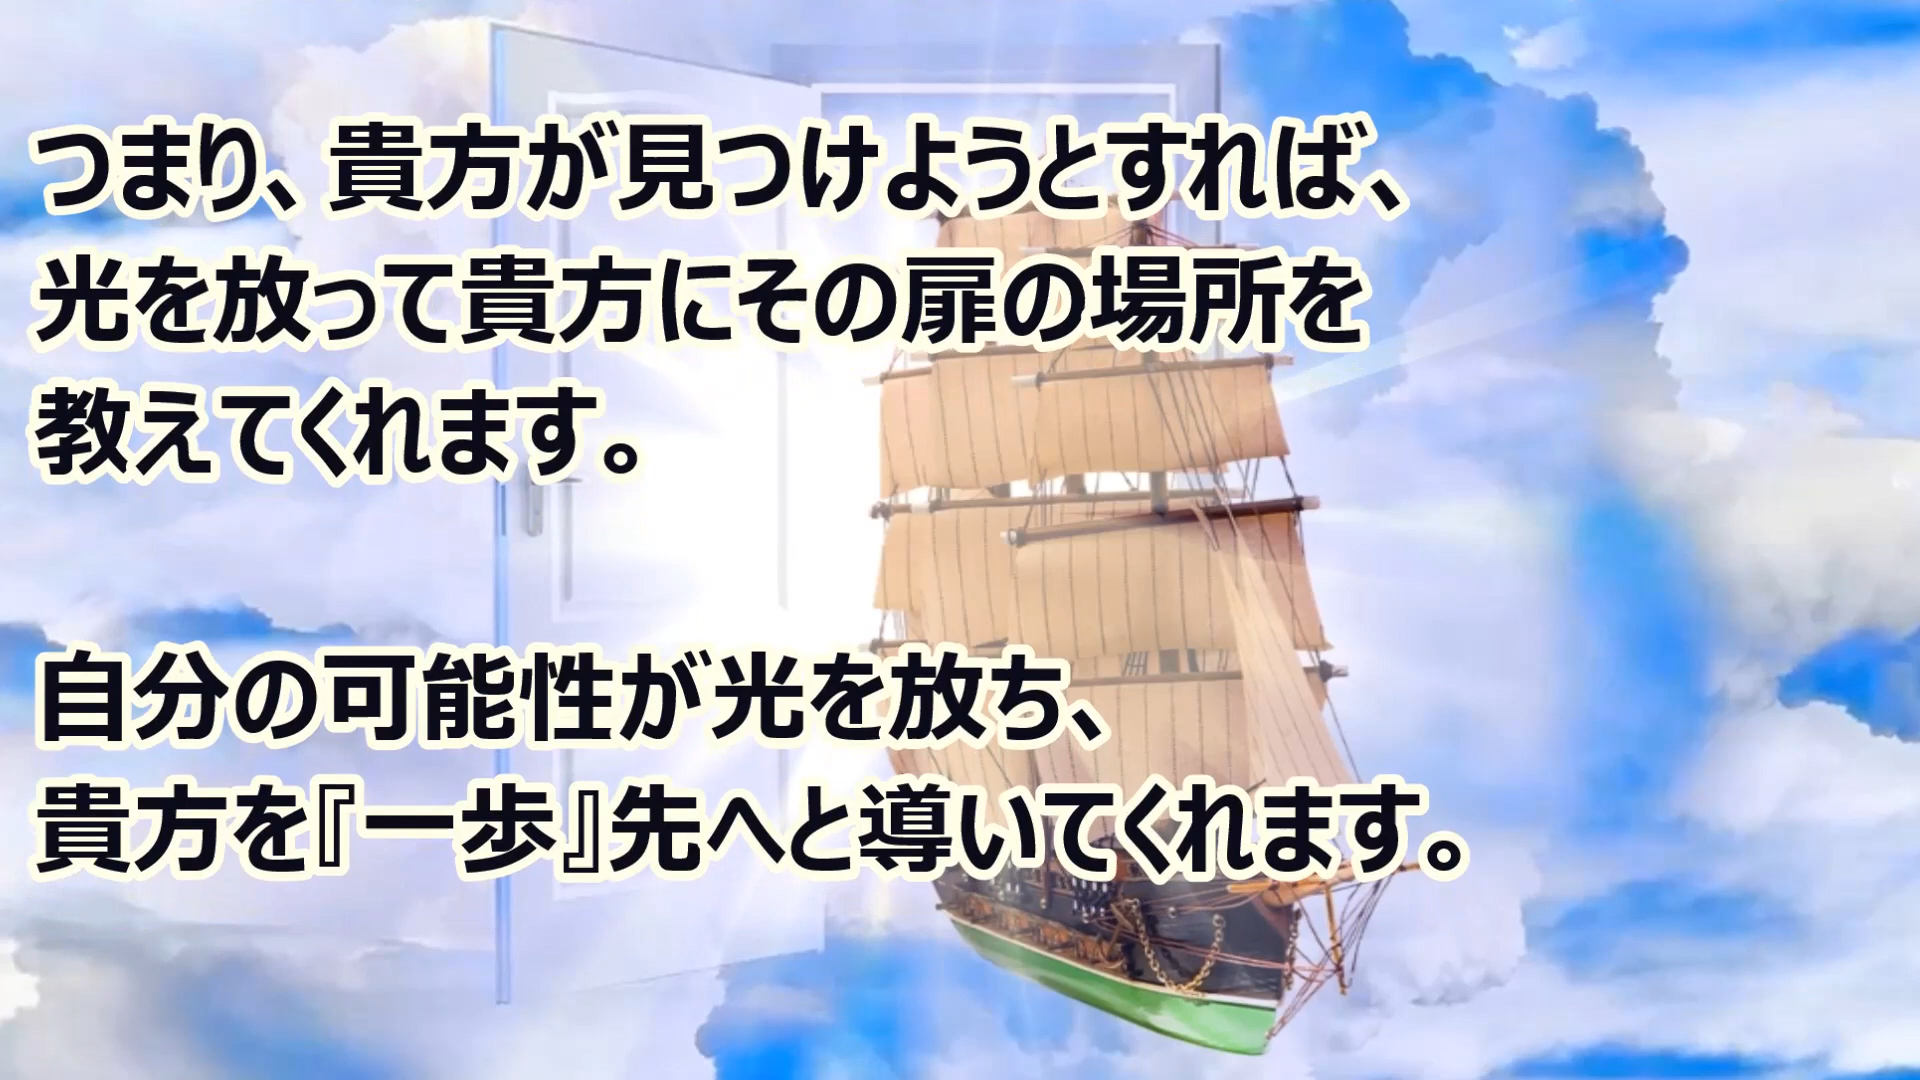 つまり、貴方が見つけようとすれば、
光を放って貴方にその扉の場所を
教えてくれます。
自分の可能性が光を放ち、
貴方を『一歩』先へと導いてくれます。